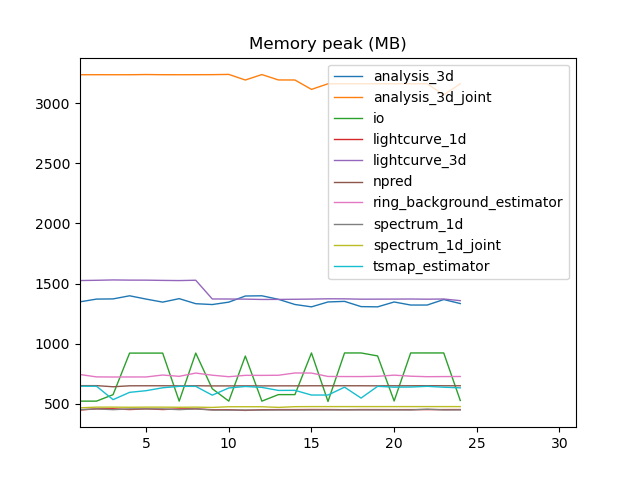 Memory peak (MB)
3000
2500
2000
1500
1000
500
analysis_3d
analysis_3d_joint
io
lightcurve_1d
lightcurve_3d
npred
ring_background_estimator
spectrum_1d
spectrum_1d_joint
tsmap_estimator
5 10 15 20 25 30